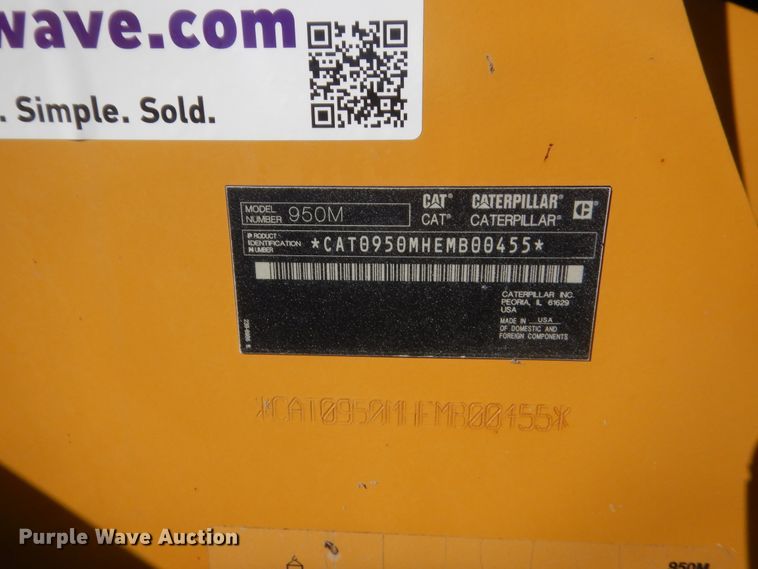 wave.com
. Simple. Sold.
MODEL NUMBER 950M
CAT® CATERPILLAR®
CAT® CATERPILLAR®
PRODUCT IDENTIFICATION NUMBER *CAT0950MHEMB00455*
CATERPILLAR INC.
PEORIA, IL 61629
USA
MADE IN USA
OF DOMESTIC AND
FOREIGN COMPONENTS
*CAT0950MHEMB00455*
Purple Wave Auction®
950M